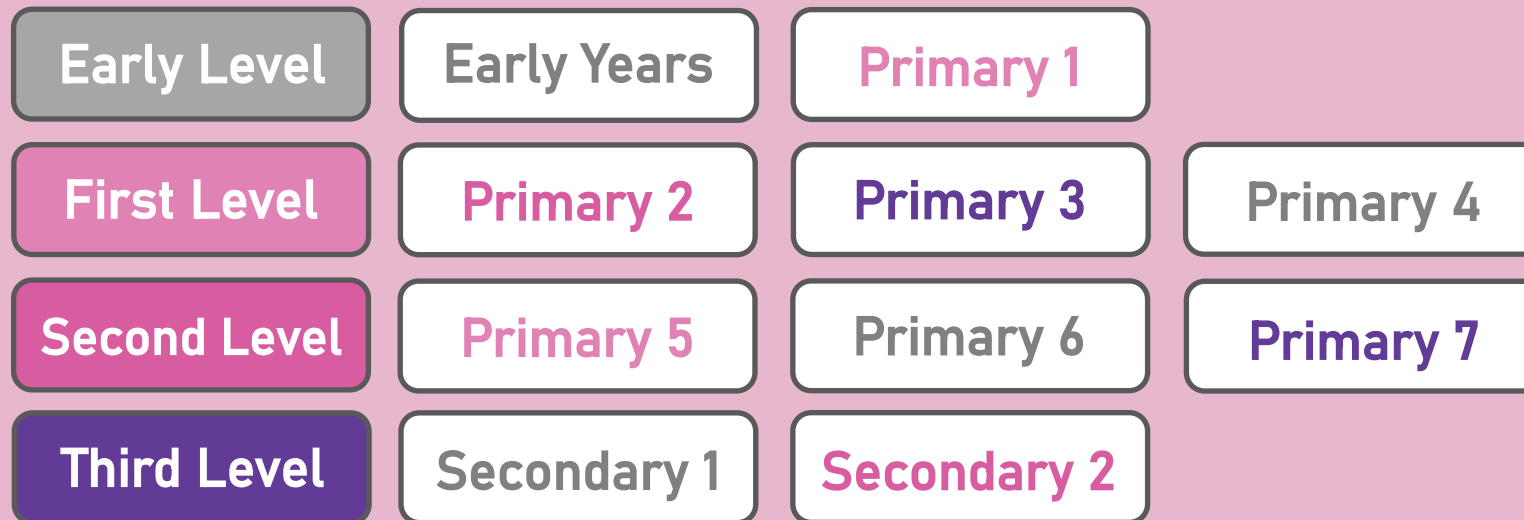 Early Level Early Years Primary 1
First Level Primary 2 Primary 3 Primary 4
Second Level Primary 5 Primary 6 Primary 7
Third Level Secondary 1 Secondary 2